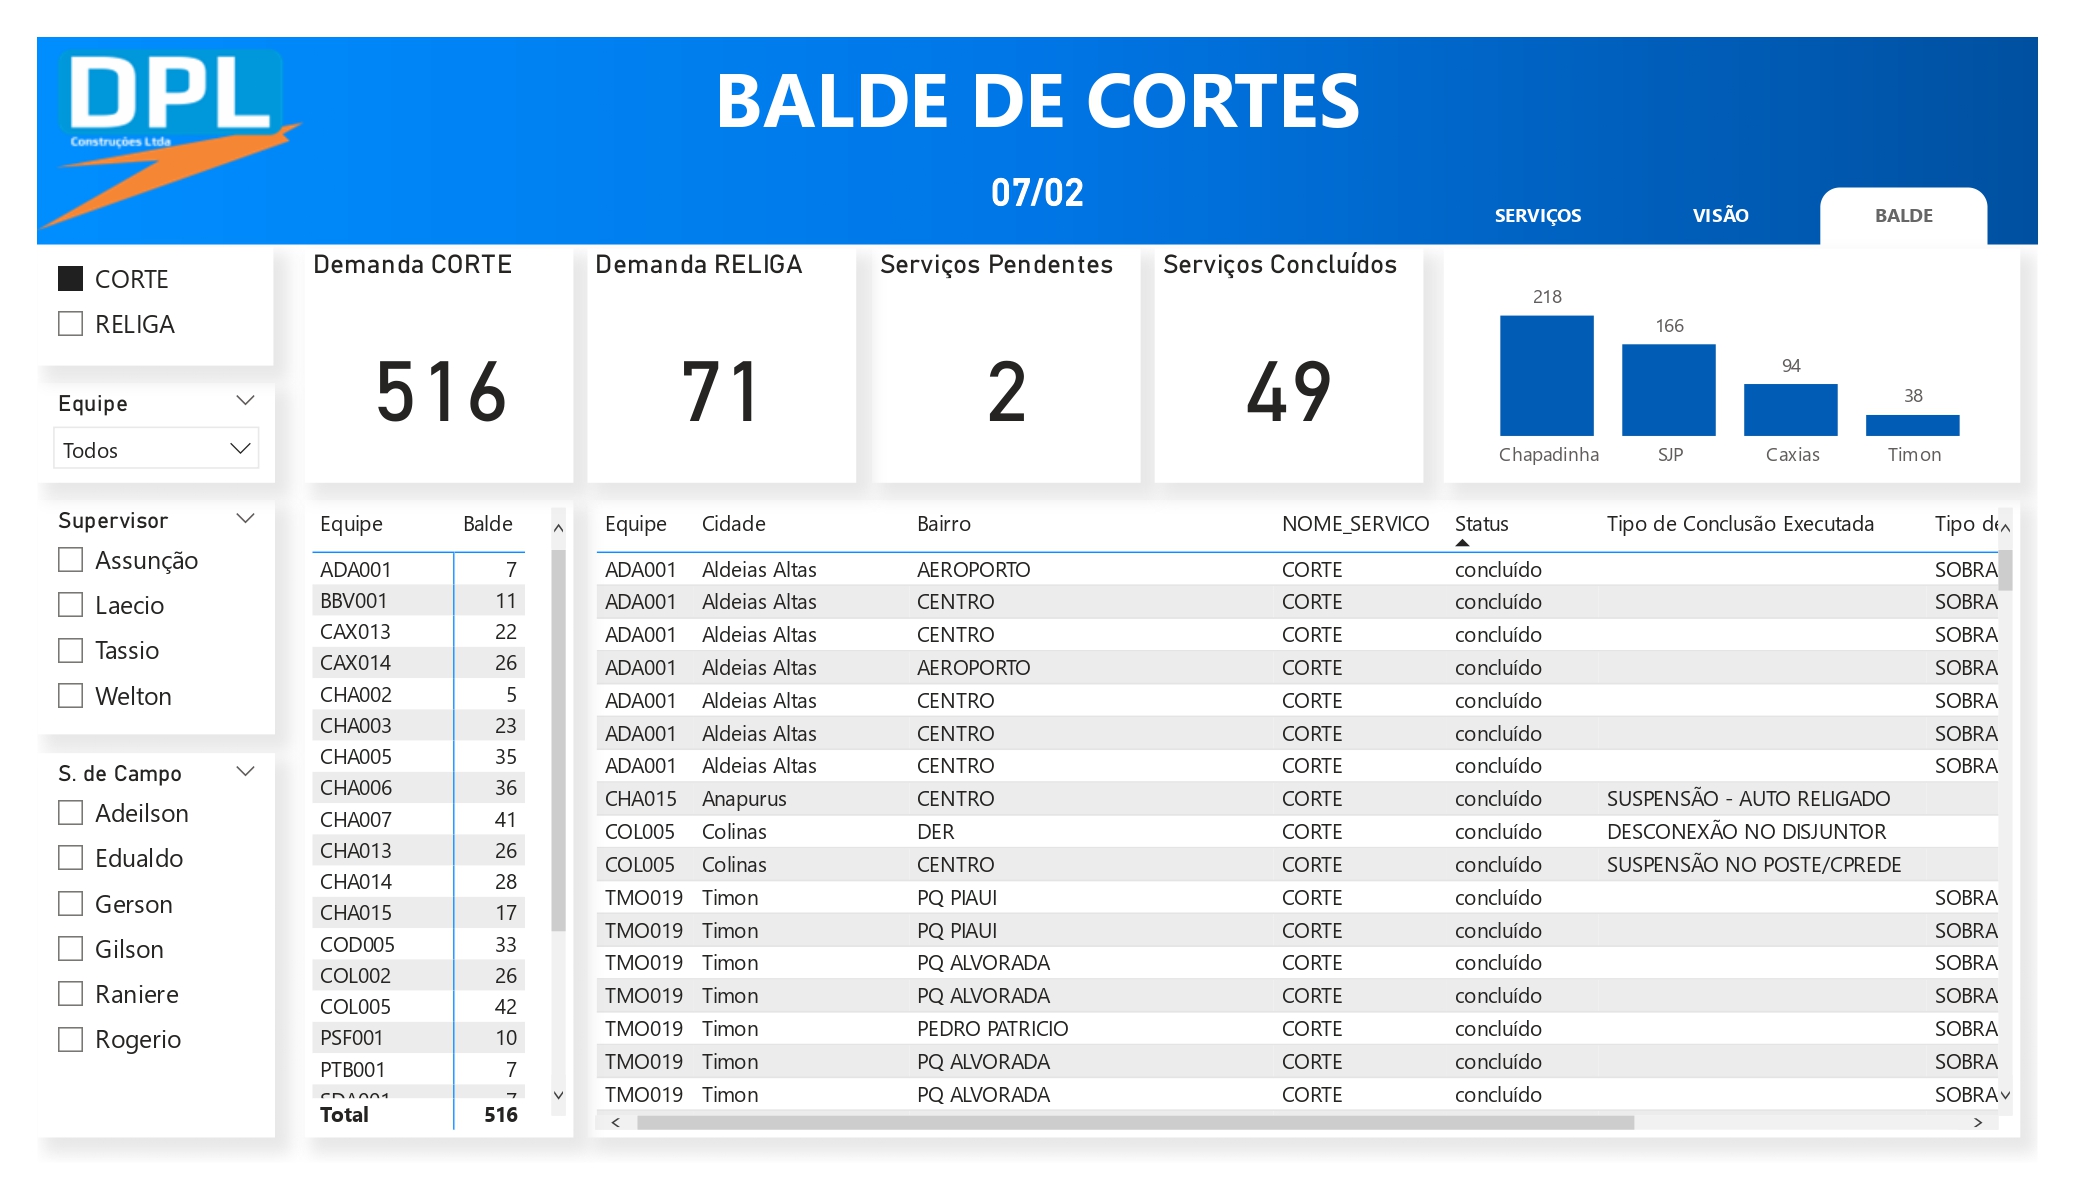 DPL
Construções Ltda
BALDE DE CORTES
07/02
SERVIÇOS VISÃO BALDE
CORTE
RELIGA
Equipe
Todos
Supervisor
Assunção
Laecio
Tassio
Welton
S. de Campo
Adeilson
Edualdo
Gerson
Gilson
Raniere
Rogerio
Demanda CORTE
516
Demanda RELIGA
71
Serviços Pendentes
2
Serviços Concluídos
49
218 166 94 38
Chapadinha SJP Caxias Timon
Equipe Balde
ADA001 7
BBV001 11
CAX013 22
CAX014 26
CHA002 5
CHA003 23
CHA005 35
CHA006 36
CHA007 41
CHA013 26
CHA014 28
CHA015 17
COD005 33
COL002 26
COL005 42
PSF001 10
PTB001 7
Total 516
Equipe Cidade Bairro NOME_SERVICO Status Tipo de Conclusão Executada Tipo de
ADA001 Aldeias Altas AEROPORTO CORTE concluído SOBRA
ADA001 Aldeias Altas CENTRO CORTE concluído SOBRA
ADA001 Aldeias Altas CENTRO CORTE concluído SOBRA
ADA001 Aldeias Altas AEROPORTO CORTE concluído SOBRA
ADA001 Aldeias Altas CENTRO CORTE concluído SOBRA
ADA001 Aldeias Altas CENTRO CORTE concluído SOBRA
ADA001 Aldeias Altas CENTRO CORTE concluído SOBRA
CHA015 Anapurus CENTRO CORTE concluído SUSPENSÃO - AUTO RELIGADO
COL005 Colinas DER CORTE concluído DESCONEXÃO NO DISJUNTOR
COL005 Colinas CENTRO CORTE concluído SUSPENSÃO NO POSTE/CPREDE
TMO019 Timon PQ PIAUI CORTE concluído SOBRA
TMO019 Timon PQ PIAUI CORTE concluído SOBRA
TMO019 Timon PQ ALVORADA CORTE concluído SOBRA
TMO019 Timon PQ ALVORADA CORTE concluído SOBRA
TMO019 Timon PEDRO PATRICIO CORTE concluído SOBRA
TMO019 Timon PQ ALVORADA CORTE concluído SOBRA
TMO019 Timon PQ ALVORADA CORTE concluído SOBRA